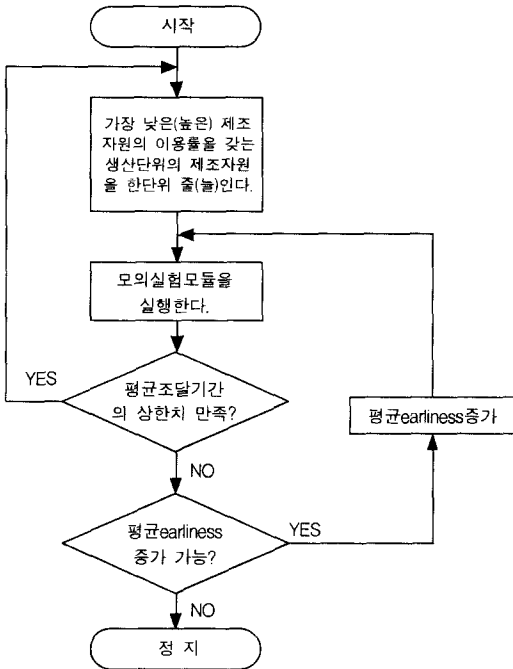 시작
가장 낮은(높은) 제조
자원의 이용률을 갖는
생산단위의 제조자원
을 한단위 줄(늘)인다.
모의실험모듈을
실행한다.
YES
평균조달기간
의 상한치 만족?
평균earliness증가
NO
평균earliness
증가 가능?
YES
NO
정 지